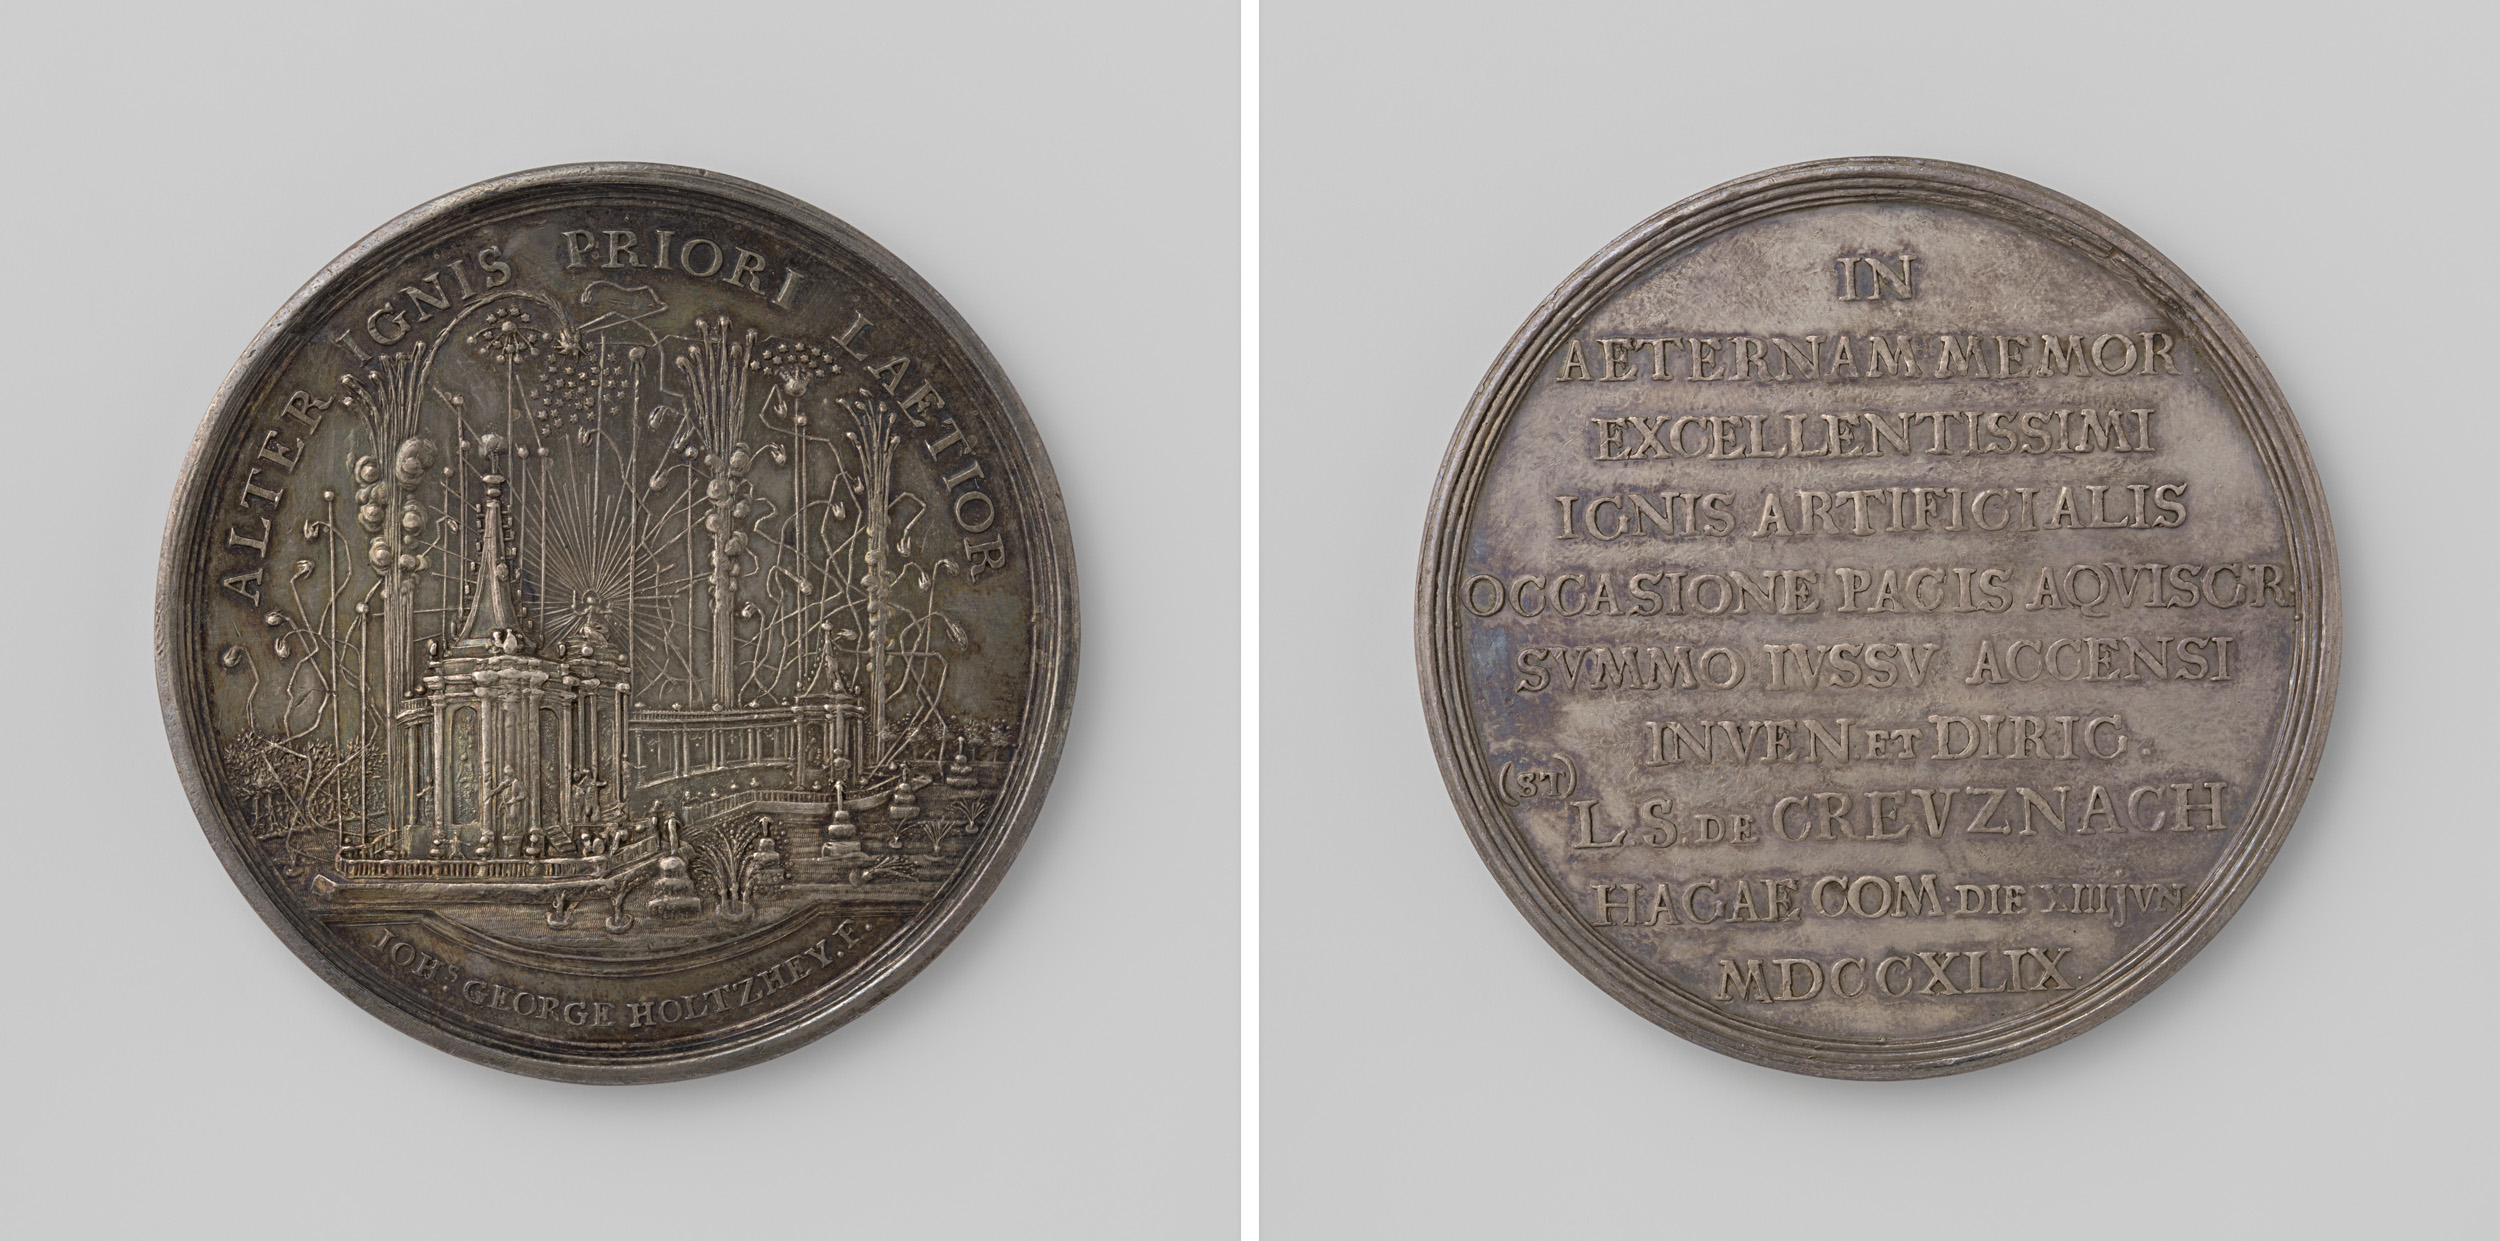 ALTER IGNIS PRIORI LAETIOR
IOHS. GEORGE HOLTZHEY. F.
IN
AETERNAM MEMOR.
EXCELLENTISSIMI
IGNIS ARTIFICIALIS
OCCASIONE PACIS AQVISGR.
SVMMO IVSSV ACCENSI
INVEN. ET DIRIG.
(ST)
L. S. DE CREVZNACH
HAGAE COM. DIE XIII JVN
MDCCXLIX.